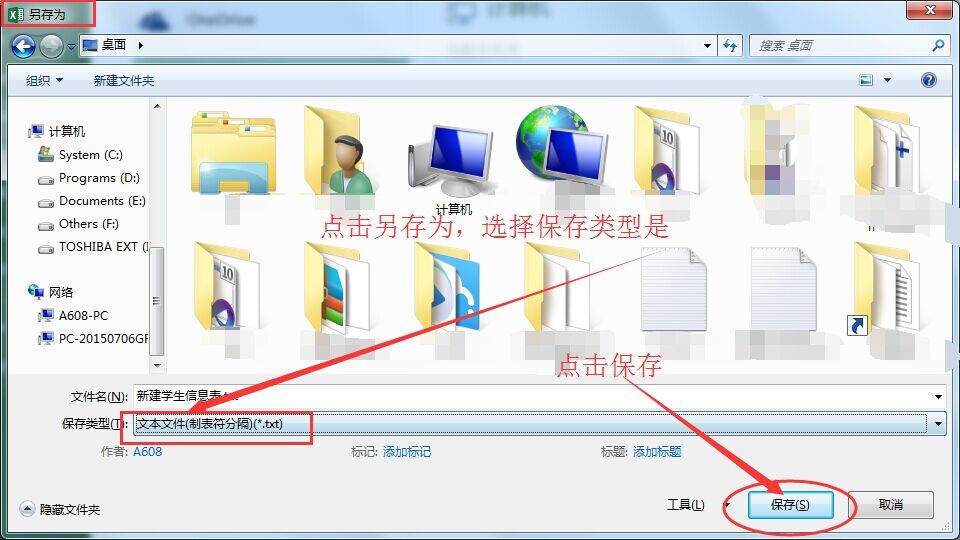 另存为
OneDrive
计算机
桌面
搜索 桌面
组织
新建文件夹
计算机
System (C:)
Programs (D:)
Documents (E:)
Others (F:)
TOSHIBA EXT (
网络
A608-PC
PC-20150706GF
10
计算机
10
点击另存为，选择保存类型是
点击保存
文件名(N):
新建学生信息表.txt
保存类型(T):
文本文件(制表符分隔)(*.txt)
作者: A608
标记: 添加标记
标题: 添加标题
隐藏文件夹
工具(L)
保存(S)
取消